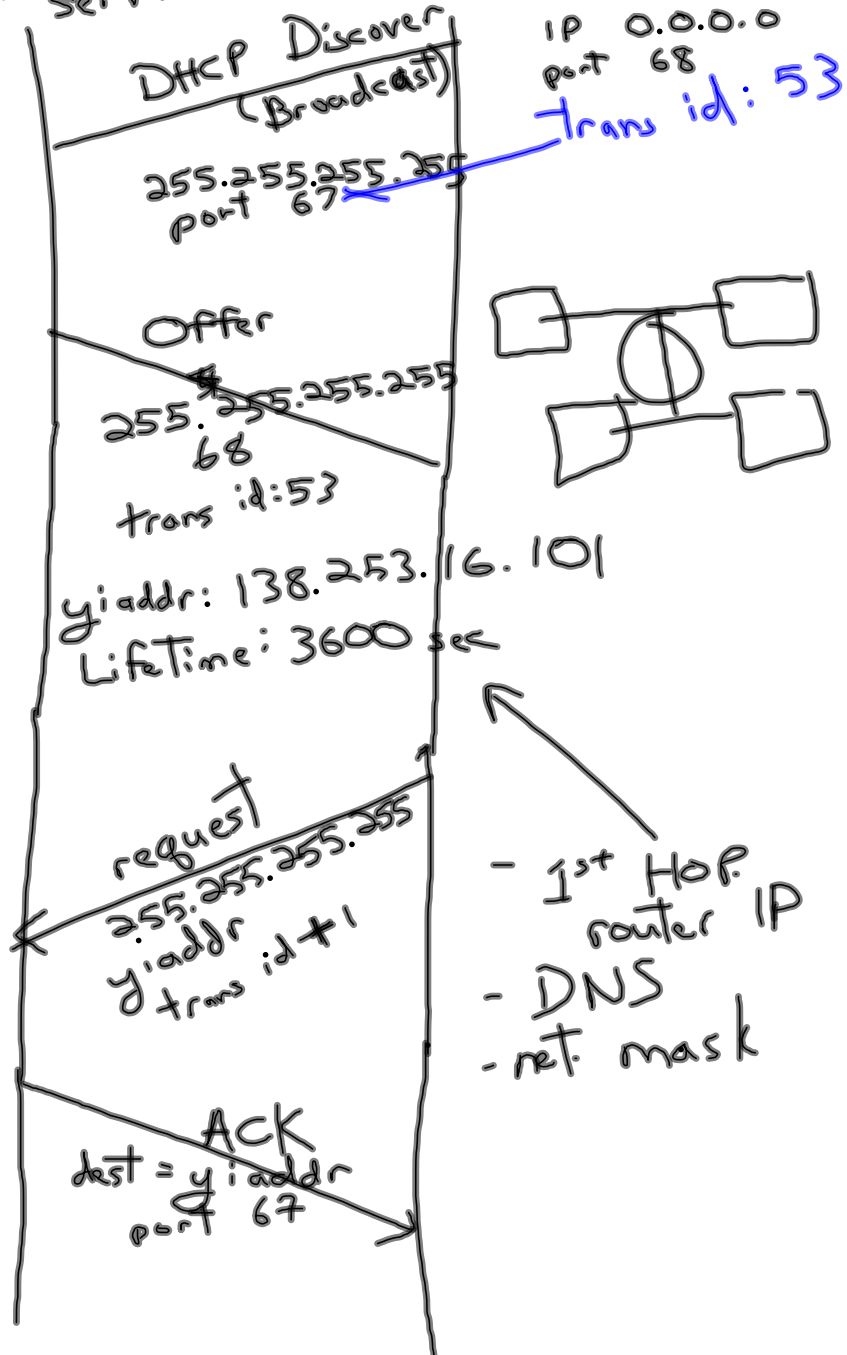 DHCP Discover
(Broadcast)
255.255.255.255
port 67
IP 0.0.0.0
port 68
trans id: 53
Offer
255.255.255.255
68
trans id:53
yiaddr: 138.253.16.101
LifeTime: 3600 sec
request
255.255.255.255
yiaddr
trans id +1
- 1st HOP
router IP
- DNS
- net mask
ACK
dest = yiaddr
port 67